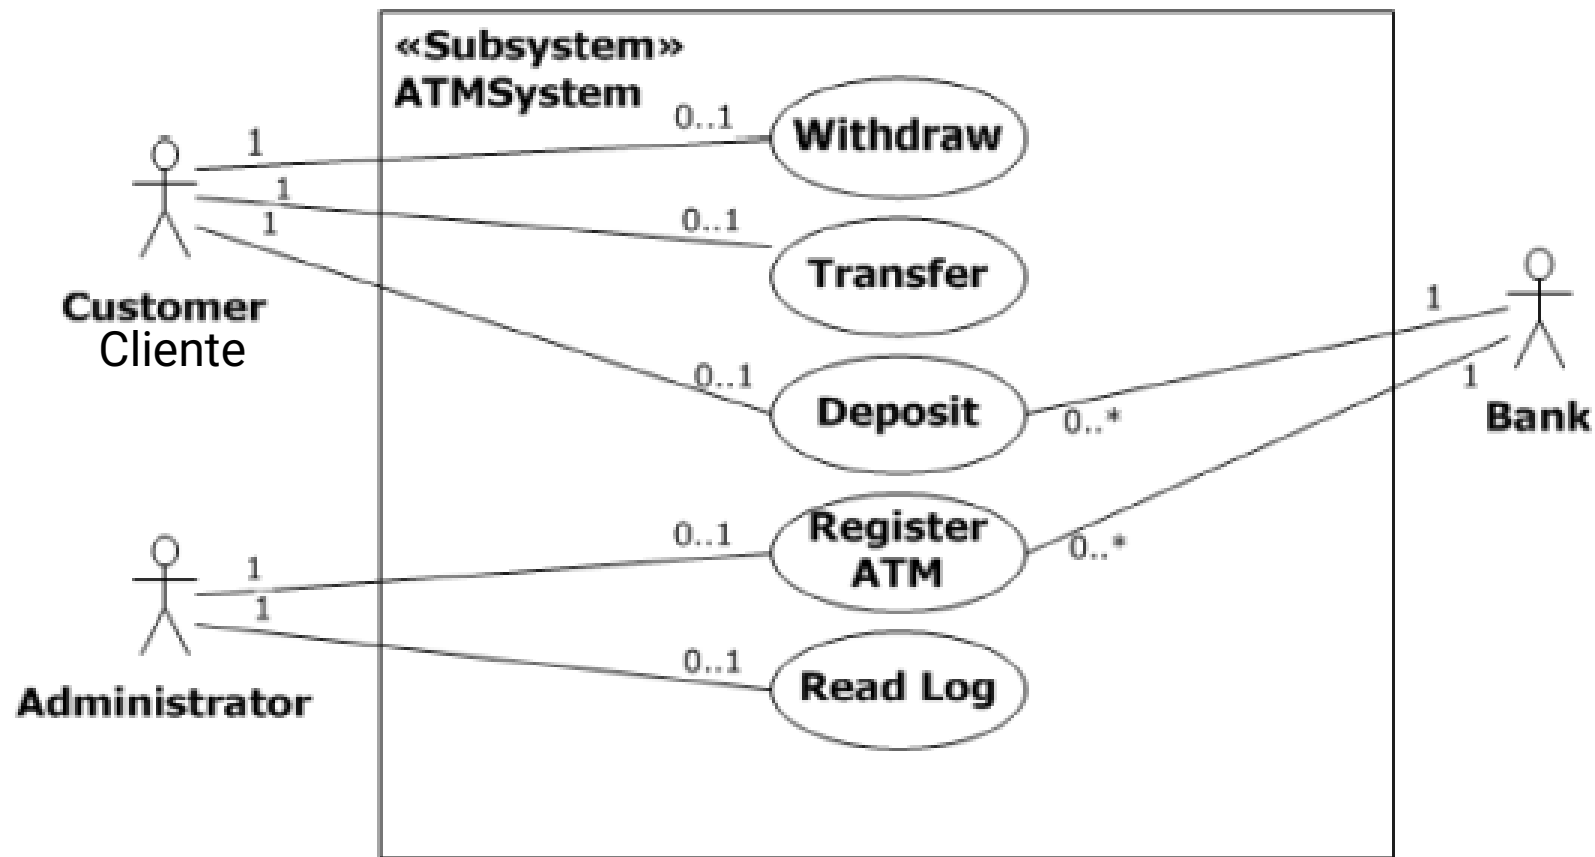 «Subsystem»
ATMSystem
1
0..1
Withdraw
1
0..1
Transfer
1
0..1
Deposit
Customer
Cliente
1
0..*
1
0..*
Bank
1
0..1
Register
ATM
1
0..1
Read Log
Administrator